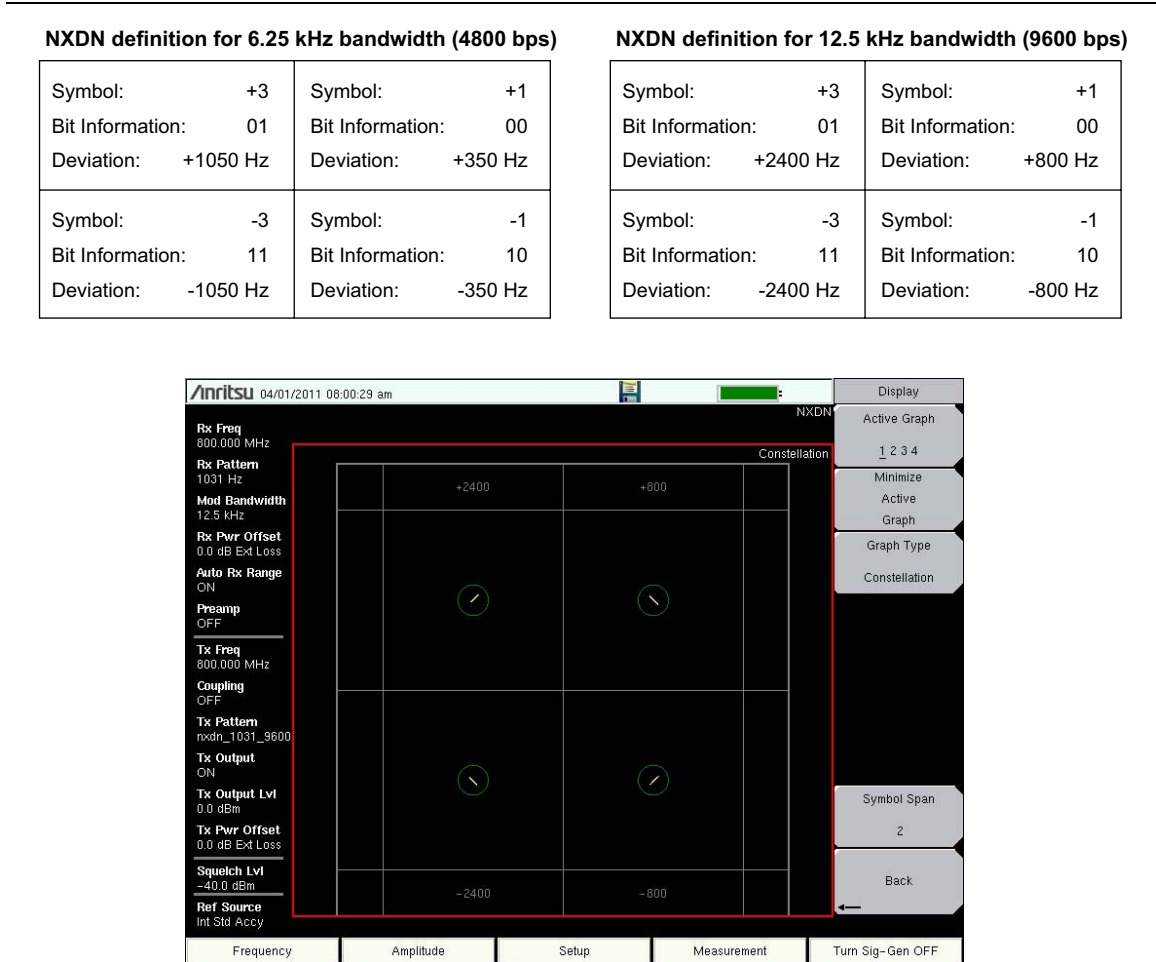 NXDN definition for 6.25 kHz bandwidth (4800 bps)
Symbol: +3
Bit Information: 01
Deviation: +1050 Hz
Symbol: +1
Bit Information: 00
Deviation: +350 Hz
Symbol: -3
Bit Information: 11
Deviation: -1050 Hz
Symbol: -1
Bit Information: 10
Deviation: -350 Hz
NXDN definition for 12.5 kHz bandwidth (9600 bps)
Symbol: +3
Bit Information: 01
Deviation: +2400 Hz
Symbol: +1
Bit Information: 00
Deviation: +800 Hz
Symbol: -3
Bit Information: 11
Deviation: -2400 Hz
Symbol: -1
Bit Information: 10
Deviation: -800 Hz
Anritsu 04/01/2011 08:00:29 am
NXDN
Rx Freq
800.000 MHz
Rx Pattern
1031 Hz
Mod Bandwidth
12.5 kHz
Rx Pwr Offset
0.0 dB Ext Loss
Auto Rx Range
ON
Preamp
OFF
Tx Freq
800.000 MHz
Coupling
OFF
Tx Pattern
nxdn_1031_9600
Tx Output
ON
Tx Output Lvl
0.0 dBm
Tx Pwr Offset
0.0 dB Ext Loss
Squelch Lvl
-40.0 dBm
Ref Source
Int Std Accy
Constellation
+2400 +800
-2400 -800
Display
Active Graph
1 2 3 4
Minimize
Active
Graph
Graph Type
Constellation
Symbol Span
2
Back
Frequency
Amplitude
Setup
Measurement
Turn Sig-Gen OFF